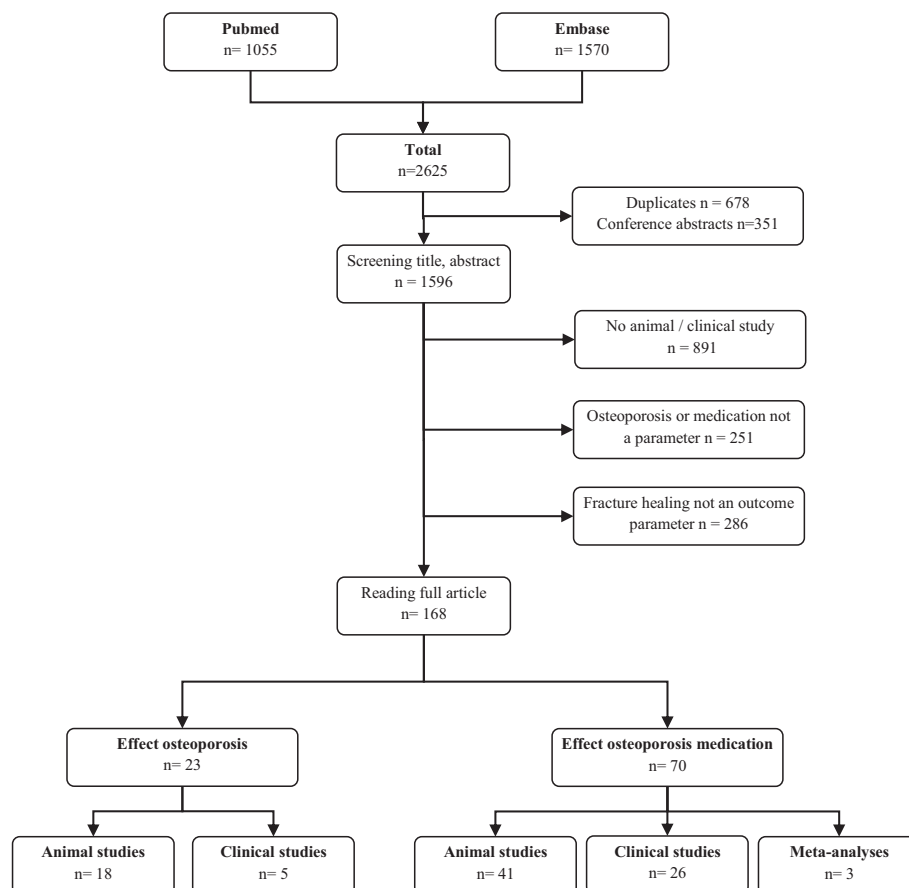 Pubmed
n= 1055
Embase
n= 1570
Total
n=2625
Duplicates n = 678
Conference abstracts n=351
Screening title, abstract
n = 1596
No animal / clinical study
n = 891
Osteoporosis or medication not
a parameter n = 251
Fracture healing not an outcome
parameter n = 286
Reading full article
n= 168
Effect osteoporosis
n= 23
Effect osteoporosis medication
n= 70
Animal studies
n= 18
Clinical studies
n= 5
Animal studies
n= 41
Clinical studies
n= 26
Meta-analyses
n= 3